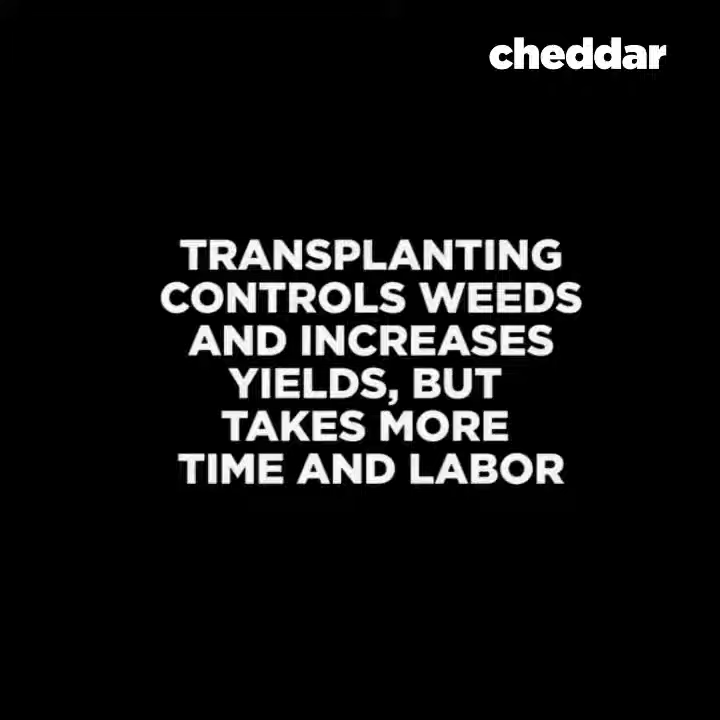 cheddar
TRANSPLANTING
CONTROLS WEEDS
AND INCREASES
YIELDS, BUT
TAKES MORE
TIME AND LABOR